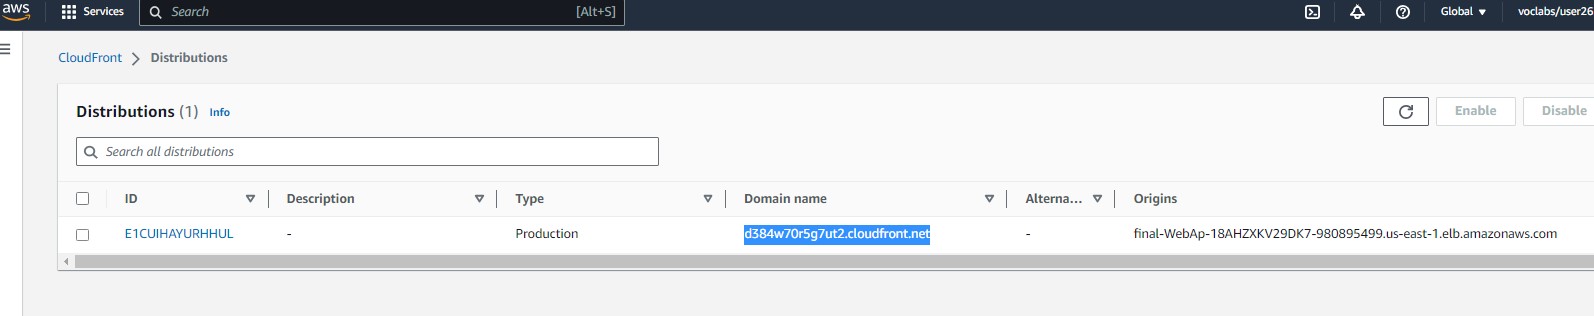 aws Services Search [Alt+S] Global voclabs/user26
CloudFront Distributions
Distributions (1) Info Enable Disable
Search all distributions
ID Description Type Domain name Alterna... Origins
E1CUIHAYURHHUL - Production d384w70r5g7ut2.cloudfront.net - final-WebAp-18AHZXKV29DK7-980895499.us-east-1.elb.amazonaws.com